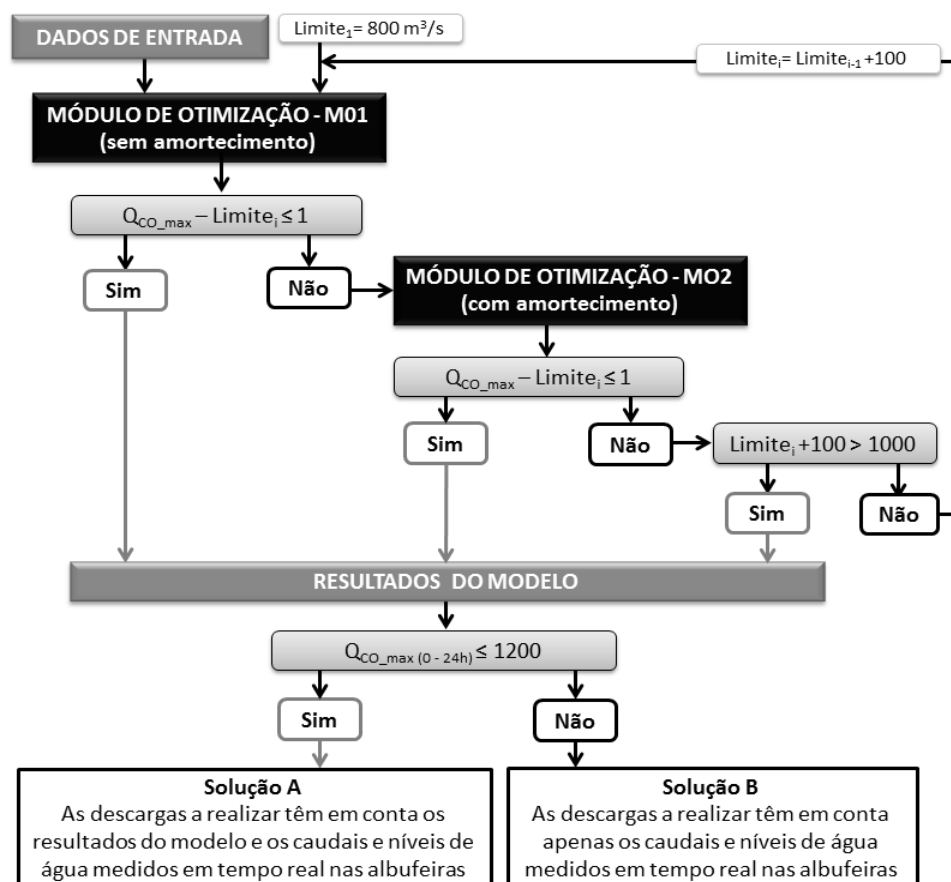 DADOS DE ENTRADA
Limite₁= 800 m³/s
Limiteᵢ= Limiteᵢ₋₁ +100
MÓDULO DE OTIMIZAÇÃO - M01
(sem amortecimento)
Q_CO_max – Limiteᵢ ≤ 1
Sim
Não
MÓDULO DE OTIMIZAÇÃO - MO2
(com amortecimento)
Q_CO_max – Limiteᵢ ≤ 1
Sim
Não
Limiteᵢ +100 > 1000
Sim
Não
RESULTADOS DO MODELO
Q_CO_max (0 - 24h) ≤ 1200
Sim
Não
Solução A
As descargas a realizar têm em conta os
resultados do modelo e os caudais e níveis de
água medidos em tempo real nas albufeiras
Solução B
As descargas a realizar têm em conta
apenas os caudais e níveis de água
medidos em tempo real nas albufeiras